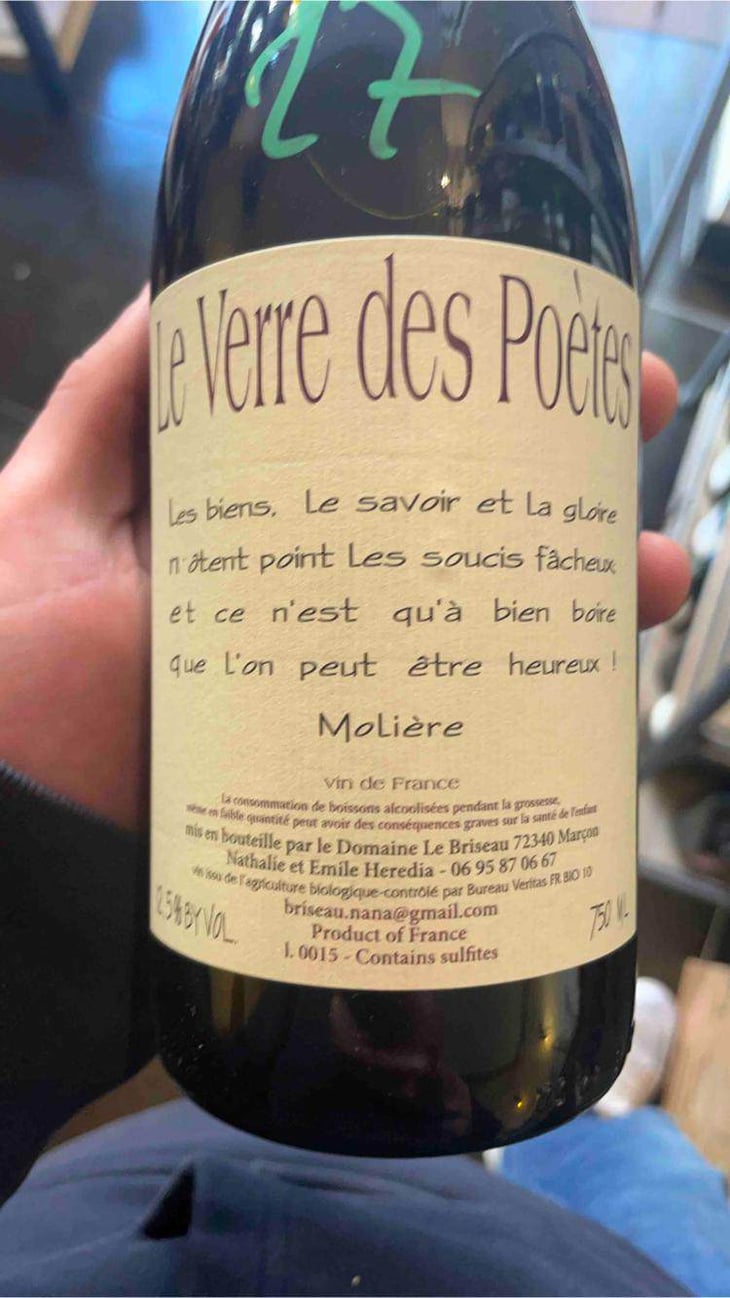 27
Le Verre des Poètes
Les biens, Le savoir et La gloire
n'ôtent point Les soucis fâcheux
et ce n'est qu'à bien boire
que L'on peut être heureux !
Molière
vin de France
la consommation de boissons alcoolisées pendant la grossesse,
même en faible quantité peut avoir des conséquences graves sur la santé de l'enfant
mis en bouteille par le Domaine Le Briseau 72340 Marçon
Nathalie et Emile Heredia - 06 95 87 06 67
vin issu de l'agriculture biologique-contrôlé par Bureau Veritas FR BIO 10
briseau.nana@gmail.com
2.5% BY VOL.
750 ML
Product of France
l. 0015 - Contains sulfites